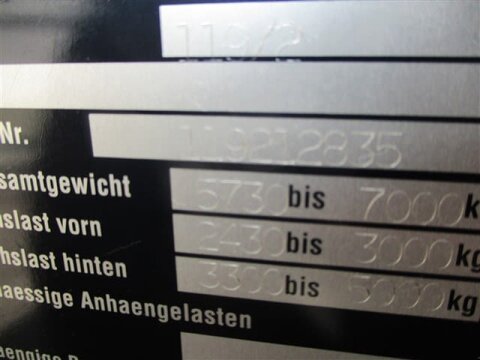 119/2
Nr. 119212835
samtgewicht 5730 bis 7000 k
hslast vorn 2430 bis 3000 kg
hslast hinten 3300 bis 5000 kg
aessige Anhaengelasten